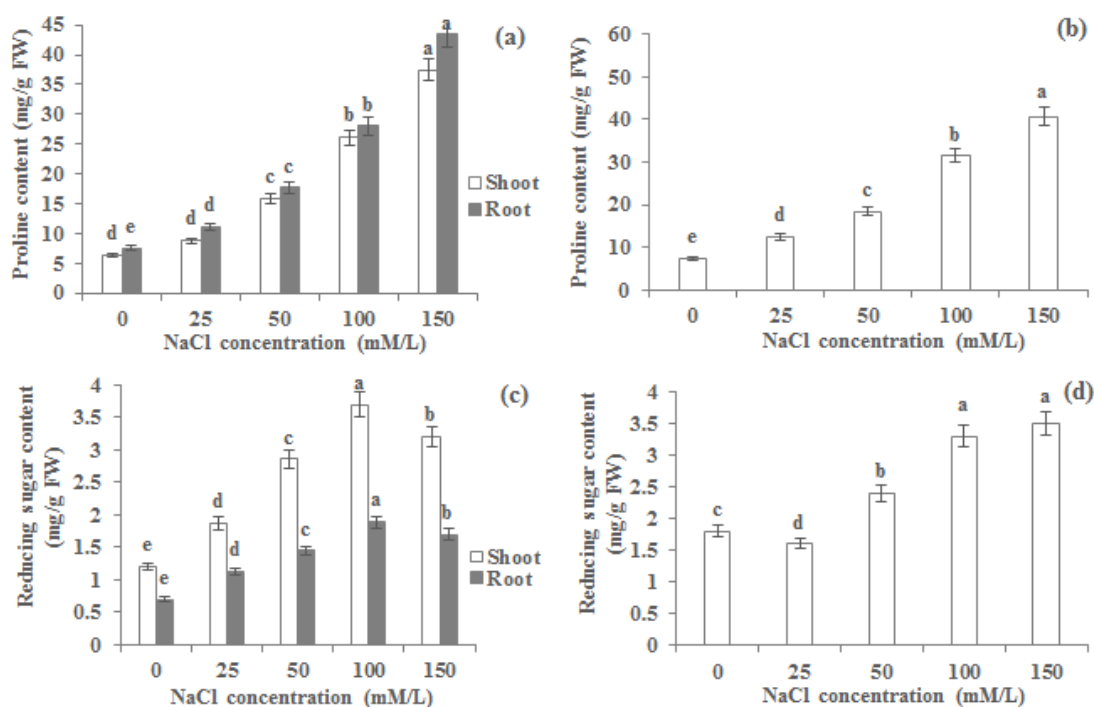 (a)
Proline content (mg/g FW)
45
40
35
30
25
20
15
10
5
0
d e
d d
c c
b b
a a
Shoot
Root
0 25 50 100 150
NaCl concentration (mM/L)
(b)
Proline content (mg/g FW)
60
50
40
30
20
10
0
e d c b a
0 25 50 100 150
NaCl concentration (mM/L)
(c)
Reducing sugar content
(mg/g FW)
4
3.5
3
2.5
2
1.5
1
0.5
0
e e
d d
c c
a a
b b
Shoot
Root
0 25 50 100 150
NaCl concentration (mM/L)
(d)
Reducing sugar content
(mg/g FW)
4
3.5
3
2.5
2
1.5
1
0.5
0
c d b a a
0 25 50 100 150
NaCl concentration (mM/L)